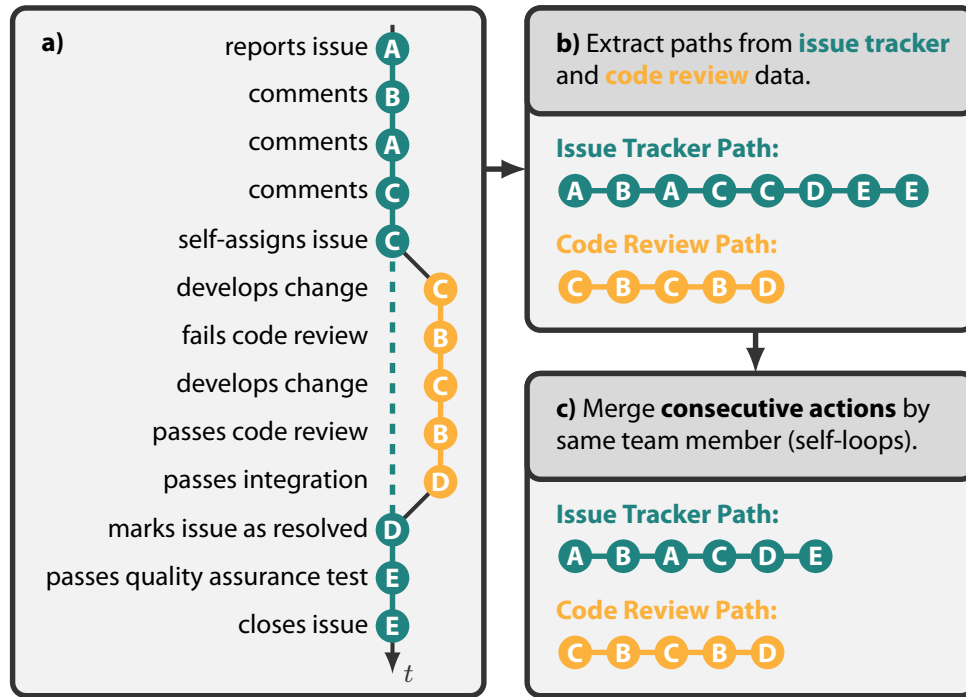 a)
reports issue A
comments B
comments A
comments C
self-assigns issue C
develops change C
fails code review B
develops change C
passes code review B
passes integration D
marks issue as resolved D
passes quality assurance test E
closes issue E
t
b) Extract paths from issue tracker
and code review data.
Issue Tracker Path:
A B A C C D E E
Code Review Path:
C B C B D
c) Merge consecutive actions by
same team member (self-loops).
Issue Tracker Path:
A B A C D E
Code Review Path:
C B C B D